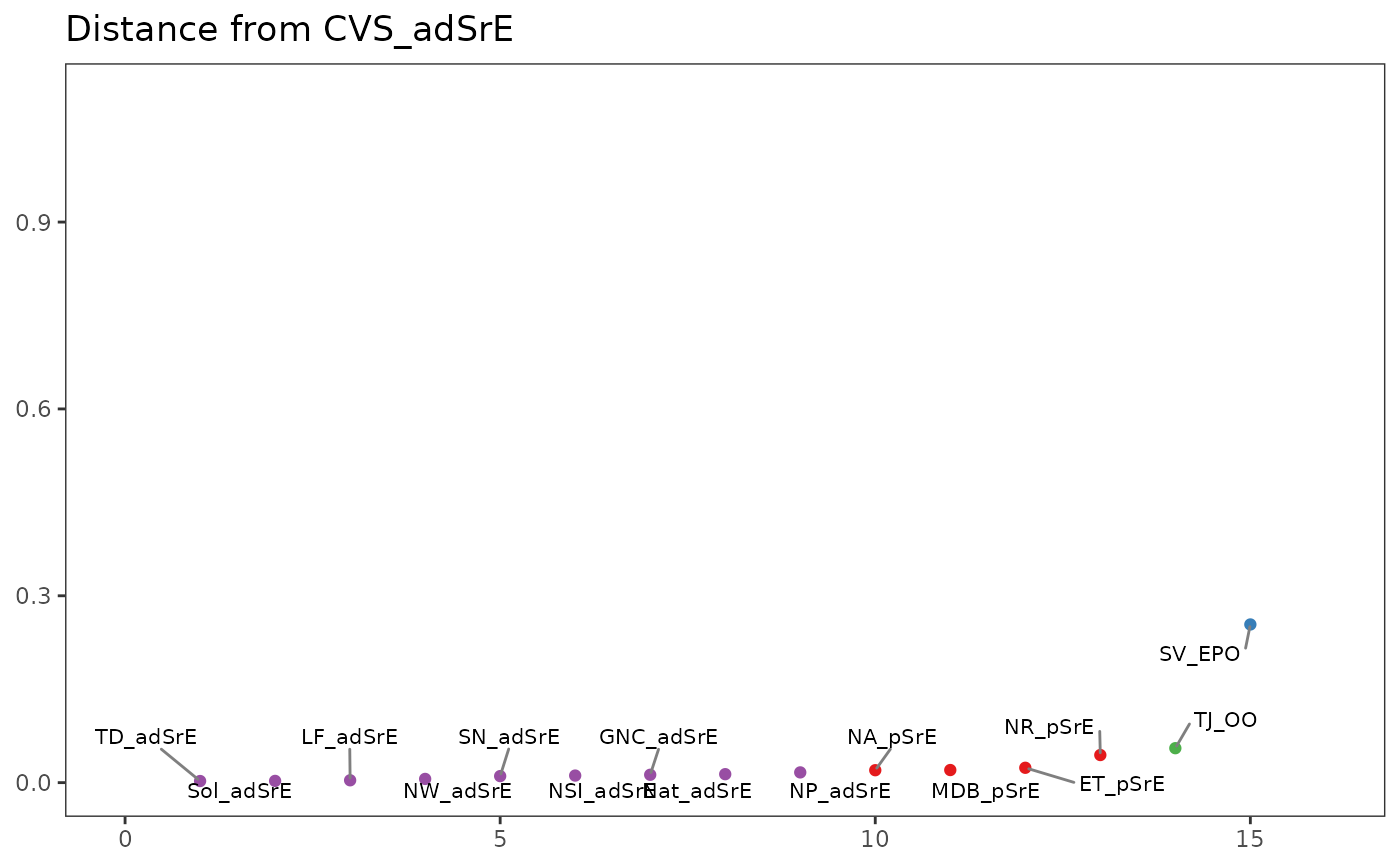 Distance from CVS_adSrE
0.9
0.6
0.3
0.0
SV_EPO
TJ_OO
NR_pSrE
TD_adSrE
LF_adSrE
SN_adSrE
GNC_adSrE
NA_pSrE
ET_pSrE
Sol_adSrE
NW_adSrE
NSI_adSrE
Nat_adSrE
NP_adSrE
MDB_pSrE
0
5
10
15